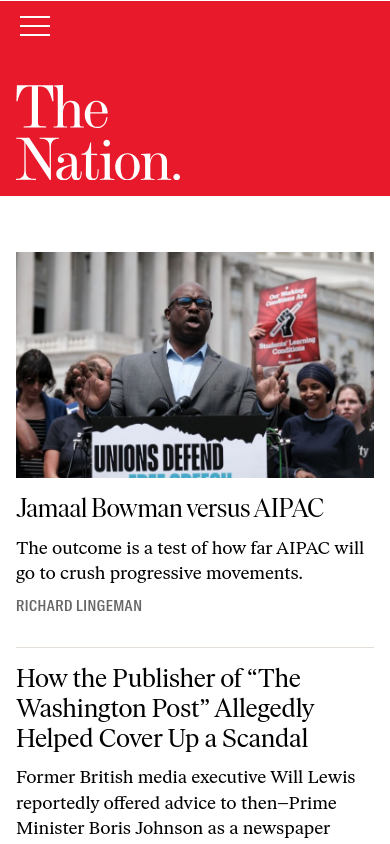 The
Nation.
Our Working
Conditions Are
Students' Learning
Conditions
UNIONS DEFEND
FREE SPEECH
Jamaal Bowman versus AIPAC
The outcome is a test of how far AIPAC will
go to crush progressive movements.
RICHARD LINGEMAN
How the Publisher of “The
Washington Post” Allegedly
Helped Cover Up a Scandal
Former British media executive Will Lewis
reportedly offered advice to then–Prime
Minister Boris Johnson as a newspaper